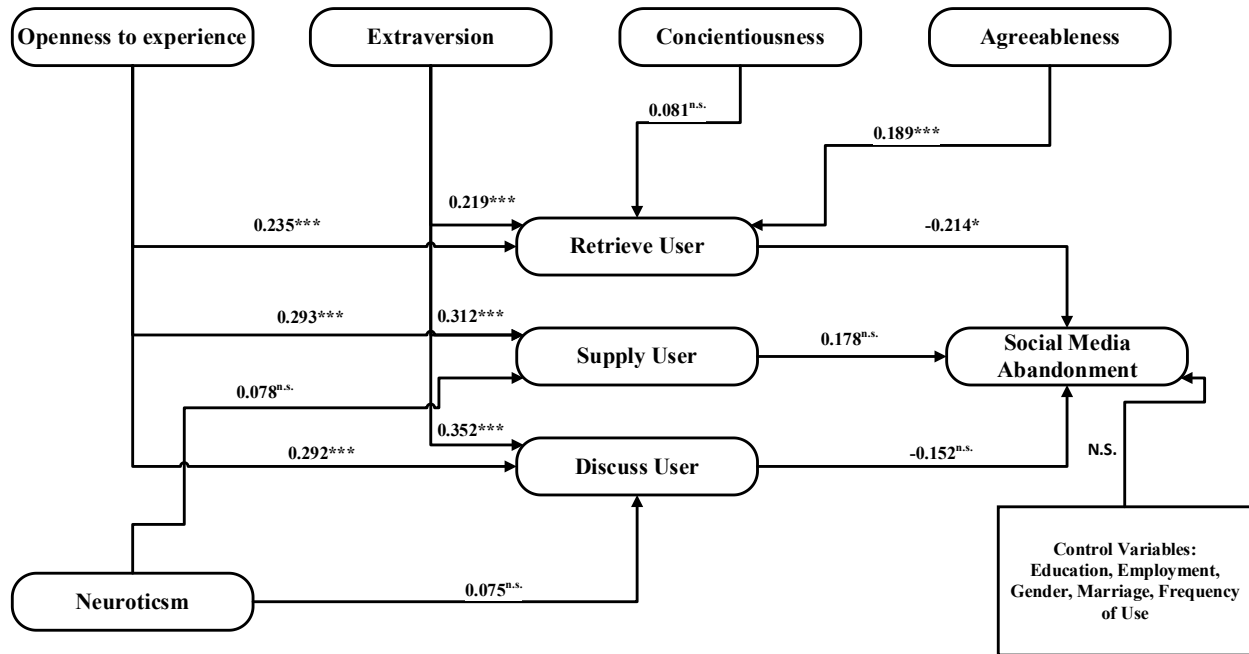 Openness to experience
Extraversion
Concientiousness
Agreeableness
0.081n.s.
0.189***
0.219***
0.235***
-0.214*
Retrieve User
0.293***
0.312***
0.178n.s.
Supply User
Social Media
Abandonment
0.078n.s.
0.352***
0.292***
-0.152n.s.
N.S.
Discuss User
Control Variables:
Education, Employment,
Gender, Marriage, Frequency
of Use
0.075n.s.
Neuroticsm